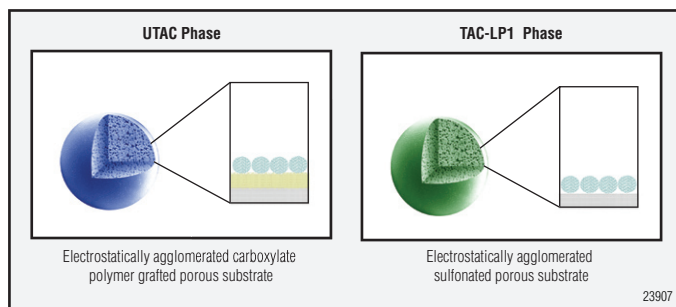 UTAC Phase
TAC-LP1 Phase
Electrostatically agglomerated carboxylate
polymer grafted porous substrate
Electrostatically agglomerated
sulfonated porous substrate
23907